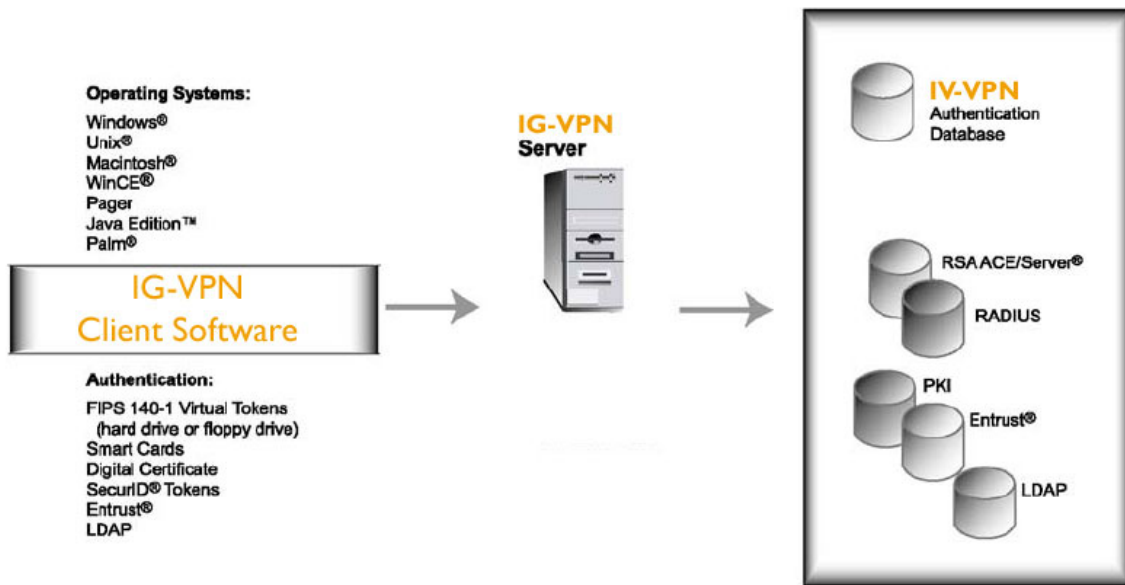 Operating Systems:
Windows®
Unix®
Macintosh®
WinCE®
Pager
Java Edition™
Palm®
IG-VPN
Client Software
Authentication:
FIPS 140-1 Virtual Tokens
(hard drive or floppy drive)
Smart Cards
Digital Certificate
SecurID® Tokens
Entrust®
LDAP
IG-VPN
Server
IV-VPN
Authentication
Database
RSA ACE/Server®
RADIUS
PKI
Entrust®
LDAP